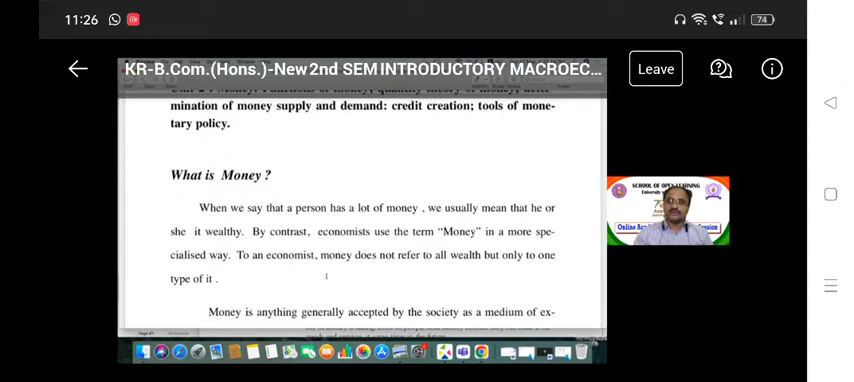 11:26
74
KR-B.Com.(Hons.)-New 2nd SEM INTRODUCTORY MACROEC...
Leave
mination of money supply and demand: credit creation; tools of mone-
tary policy.
What is Money ?
When we say that a person has a lot of money , we usually mean that he or
she it wealthy. By contrast, economists use the term “Money” in a more spe-
cialised way. To an economist, money does not refer to all wealth but only to one
type of it .
Money is anything generally accepted by the society as a medium of ex-
SCHOOL OF OPEN LEARNING